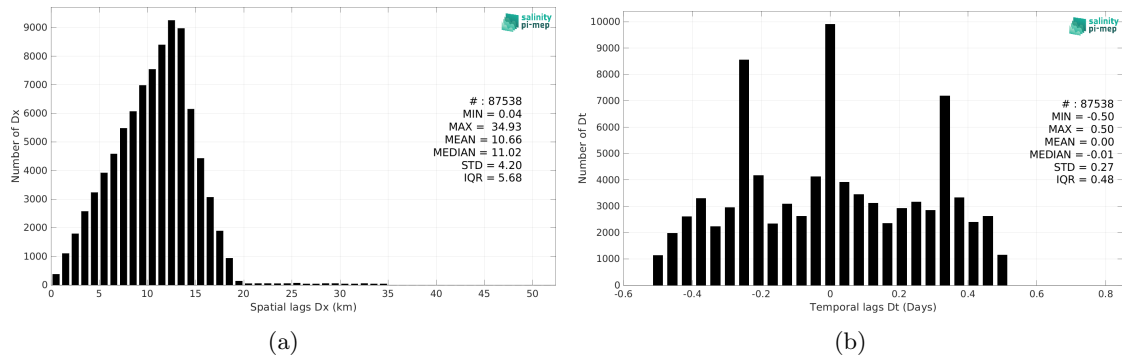 salinity
pi-mep
Number of Dx
9000
8000
7000
6000
5000
4000
3000
2000
1000
0
# : 87538
MIN = 0.04
MAX = 34.93
MEAN = 10.66
MEDIAN = 11.02
STD = 4.20
IQR = 5.68
0 5 10 15 20 25 30 35 40 45 50
Spatial lags Dx (km)
(a)
salinity
pi-mep
Number of Dt
10000
9000
8000
7000
6000
5000
4000
3000
2000
1000
0
# : 87538
MIN = -0.50
MAX = 0.50
MEAN = 0.00
MEDIAN = -0.01
STD = 0.27
IQR = 0.48
-0.6 -0.4 -0.2 0 0.2 0.4 0.6 0.8
Temporal lags Dt (Days)
(b)